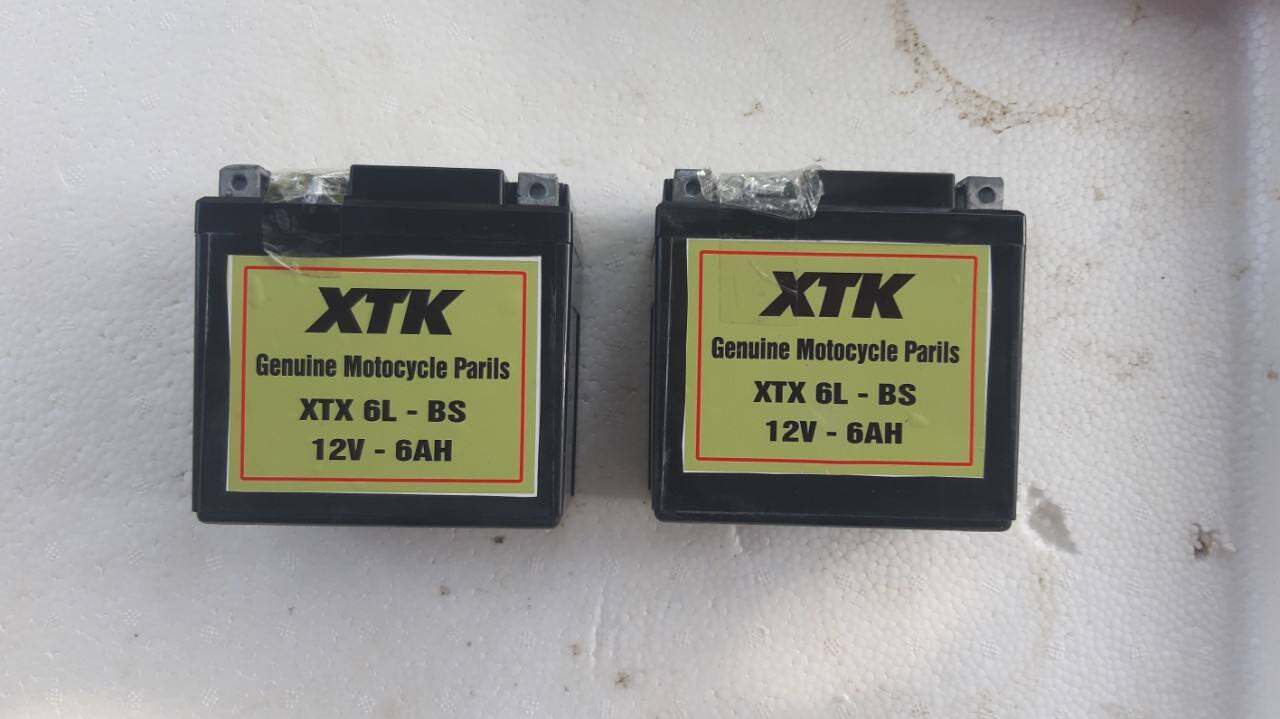 XTK
Genuine Motocycle Parils
XTX 6L - BS
12V - 6AH
XTK
Genuine Motocycle Parils
XTX 6L - BS
12V - 6AH